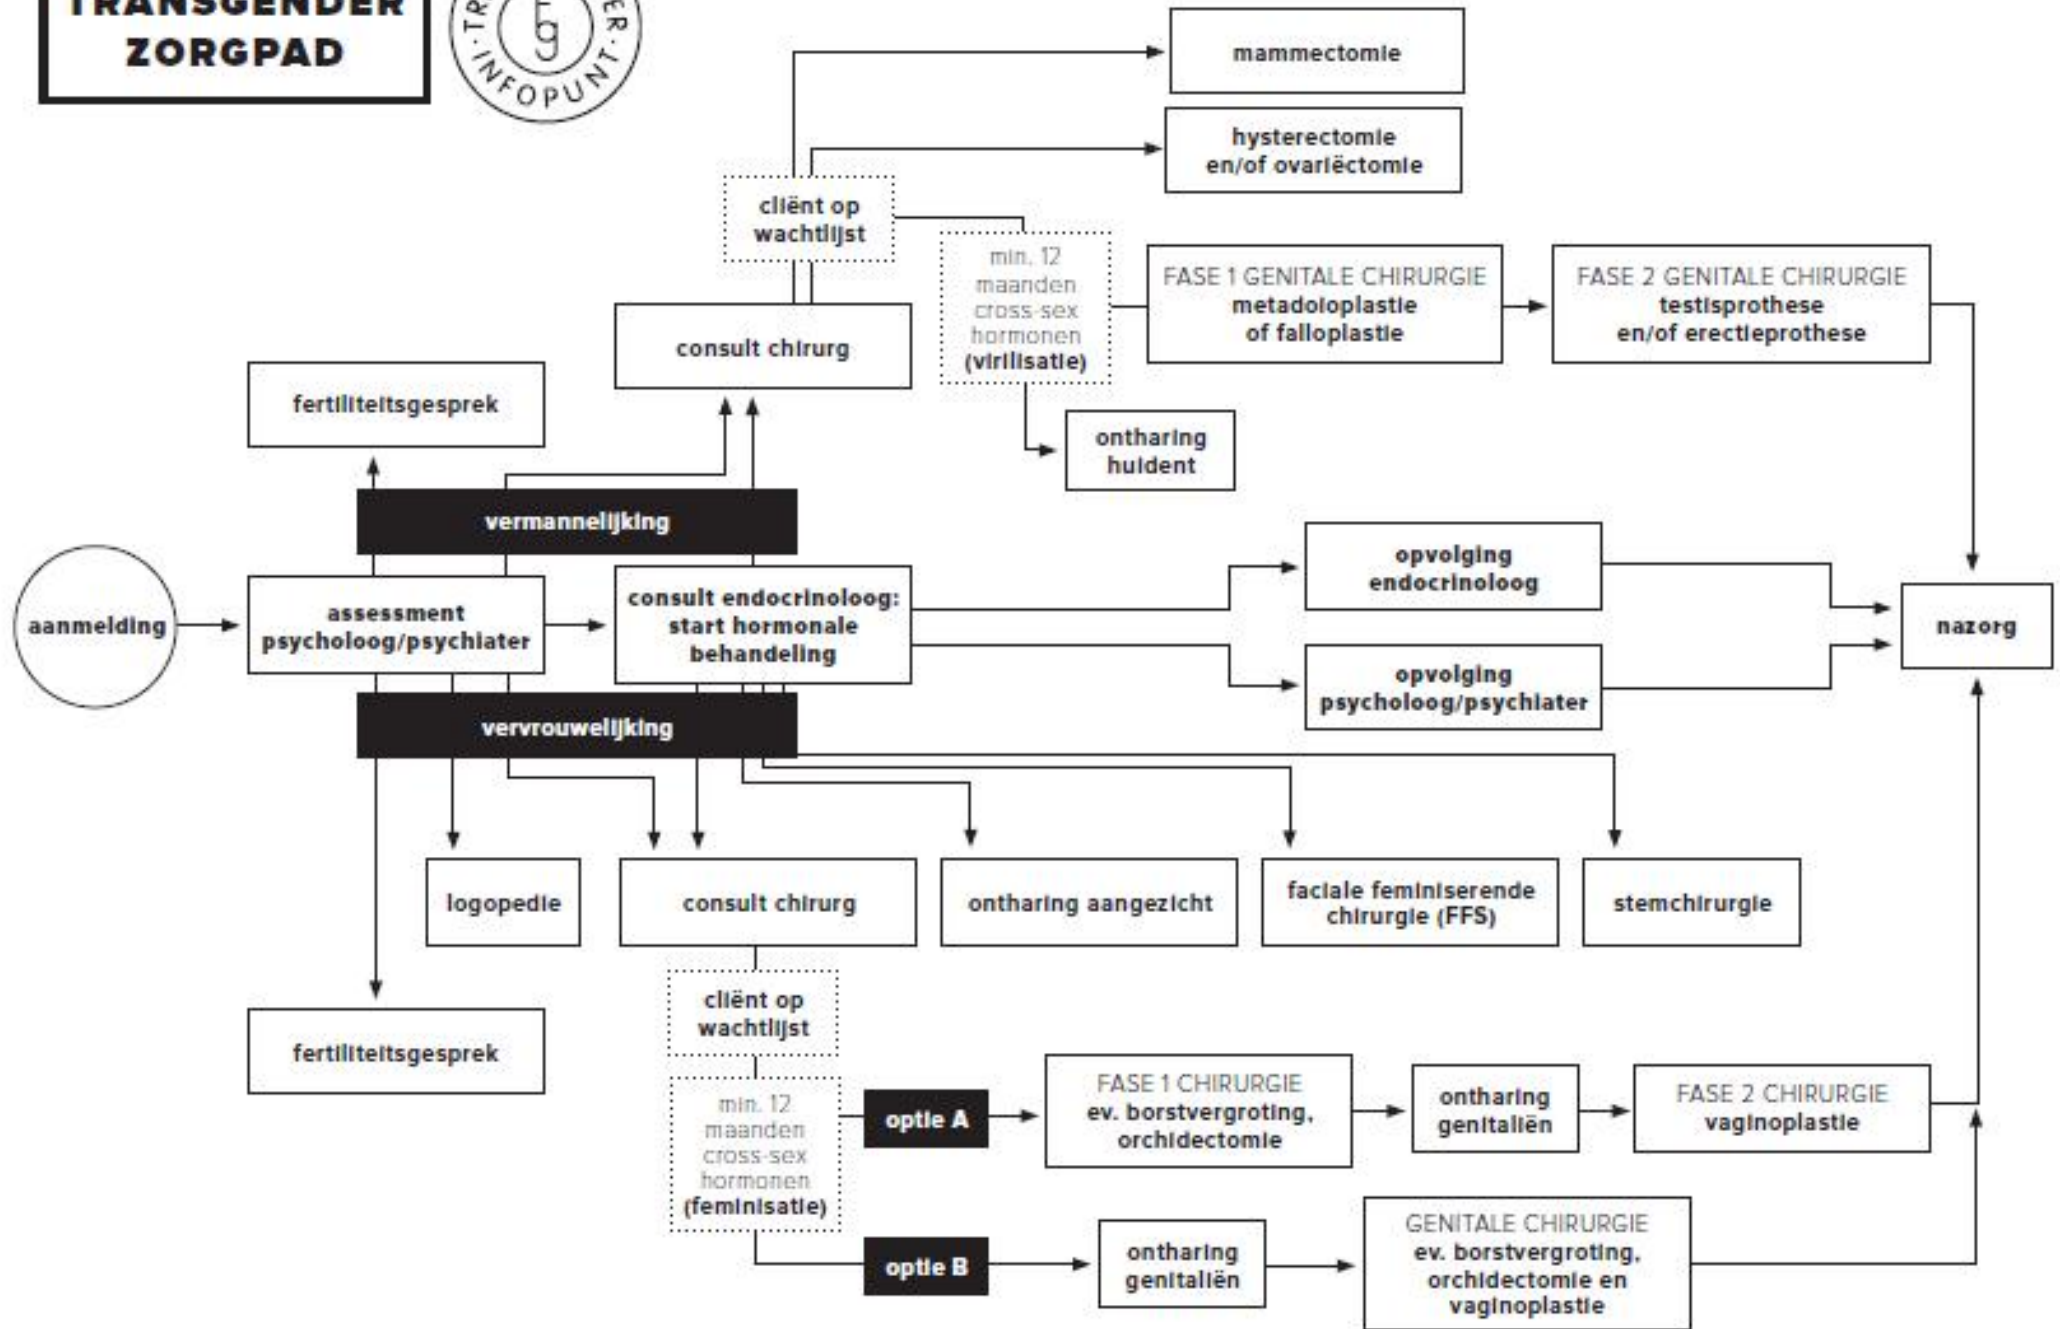 TRANSGENDER
ZORGPAD
INFOPUNT
mammectomie
hysterectomie
en/of ovariëctomie
cliënt op
wachtlijst
min. 12
maanden
cross-sex
hormonen
(virilisatie)
FASE 1 GENITALE CHIRURGIE
metadoioplastie
of falloplastie
FASE 2 GENITALE CHIRURGIE
testisprothese
en/of erectieprothese
consult chirurg
fertiliteitsgesprek
ontharing
huident
vermannelijking
aanmelding
assessment
psycholoog/psychiater
consult endocrinoloog:
start hormonale
behandeling
opvolging
endocrinoloog
opvolging
psycholoog/psychiater
nazorg
vervrouwelijking
logopedie
consult chirurg
ontharing aangezicht
faciale feminiserende
chirurgie (FFS)
stemchirurgie
fertiliteitsgesprek
cliënt op
wachtlijst
min. 12
maanden
cross-sex
hormonen
(feminisatie)
optie A
FASE 1 CHIRURGIE
ev. borstvergroting,
orchidectomie
ontharing
genitaliën
FASE 2 CHIRURGIE
vaginoplastie
optie B
ontharing
genitaliën
GENITALE CHIRURGIE
ev. borstvergroting,
orchidectomie en
vaginoplastie